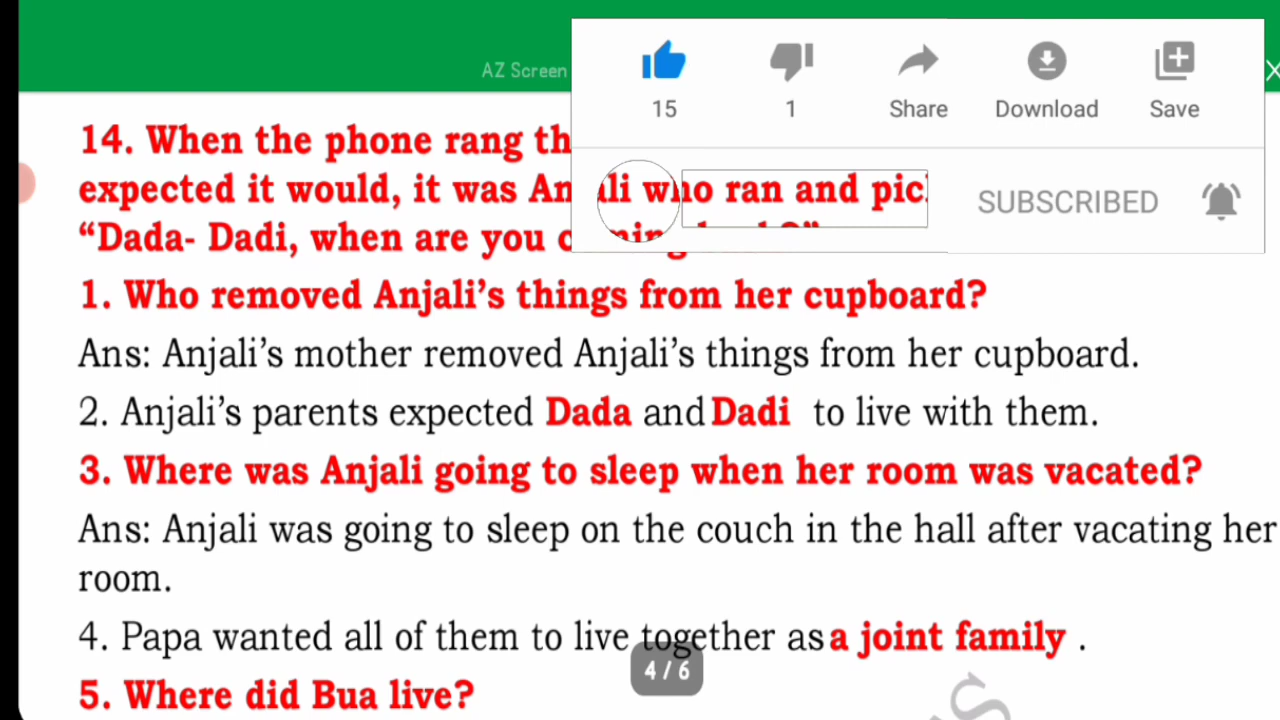 AZ Screen
15
1
Share
Download
Save
SUBSCRIBED
14. When the phone rang
expected it would, it was who ran and
“Dada- Dadi, when are you
1. Who removed Anjali’s things from her cupboard?
Ans: Anjali’s mother removed Anjali’s things from her cupboard.
2. Anjali’s parents expected Dada and Dadi to live with them.
3. Where was Anjali going to sleep when her room was vacated?
Ans: Anjali was going to sleep on the couch in the hall after vacating her
room.
4. Papa wanted all of them to live together as a joint family .
4 / 6
5. Where did Bua live?